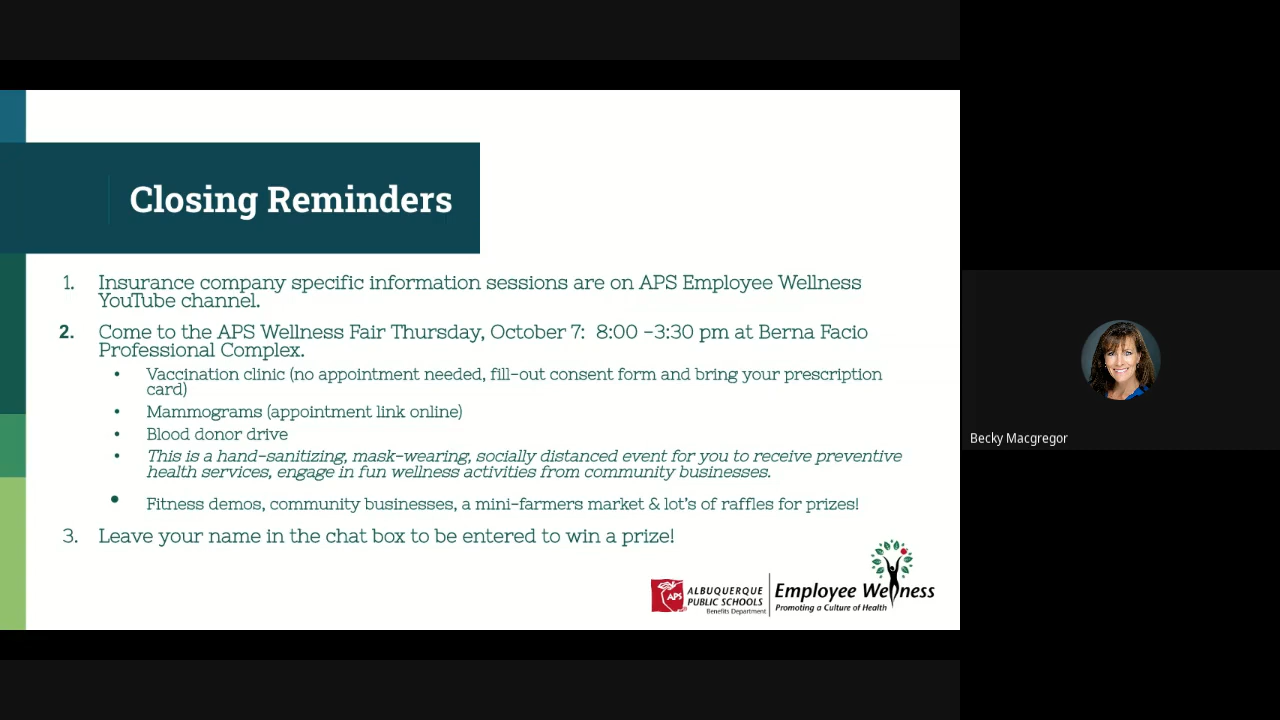 Closing Reminders
1. Insurance company specific information sessions are on APS Employee Wellness
YouTube channel.
2. Come to the APS Wellness Fair Thursday, October 7:  8:00 -3:30 pm at Berna Facio
Professional Complex.
• Vaccination clinic (no appointment needed, fill-out consent form and bring your prescription
card)
• Mammograms (appointment link online)
• Blood donor drive
• This is a hand-sanitizing, mask-wearing, socially distanced event for you to receive preventive
health services, engage in fun wellness activities from community businesses.
• Fitness demos, community businesses, a mini-farmers market & lot's of raffles for prizes!
3. Leave your name in the chat box to be entered to win a prize!
APS
ALBUQUERQUE
PUBLIC SCHOOLS
Benefits Department
Employee Wellness
Promoting a Culture of Health
Becky Macgregor